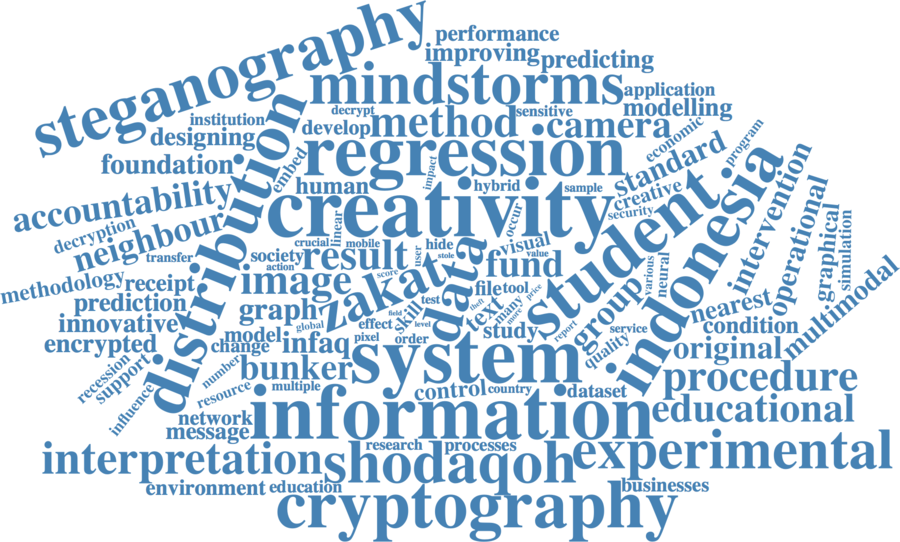 performance
improving
predicting
steganography
mindstorms
application
modelling
institution
decrypt
sensitive
designing
develop
method
camera
economic
program
foundation
embed
regression
impact
standard
human
hybrid
sample
creative
security
accountability
distribution
creativity
student
indonesia
intervention
decryption
neighbour
linear
occur
operational
graphical
simulation
crucial
mobile
transfer
society
result
user
hide
stole
visual
value
action
methodology
receipt
image
zakat
score
data
fund
various
neural
file
tool
prediction
graph
field
skill
test
text
theft
many
more
price
group
nearest
multimodal
innovative
global
effect
level
model
pixel
order
study
report
service
condition
encrypted
change
infaq
system
quality
original
recession
support
number
bunker
procedure
influence
resource
multiple
control
country
dataset
network
information
educational
message
research
processes
interpretations
shodaqoh
experimental
environment
education
businesses
cryptography